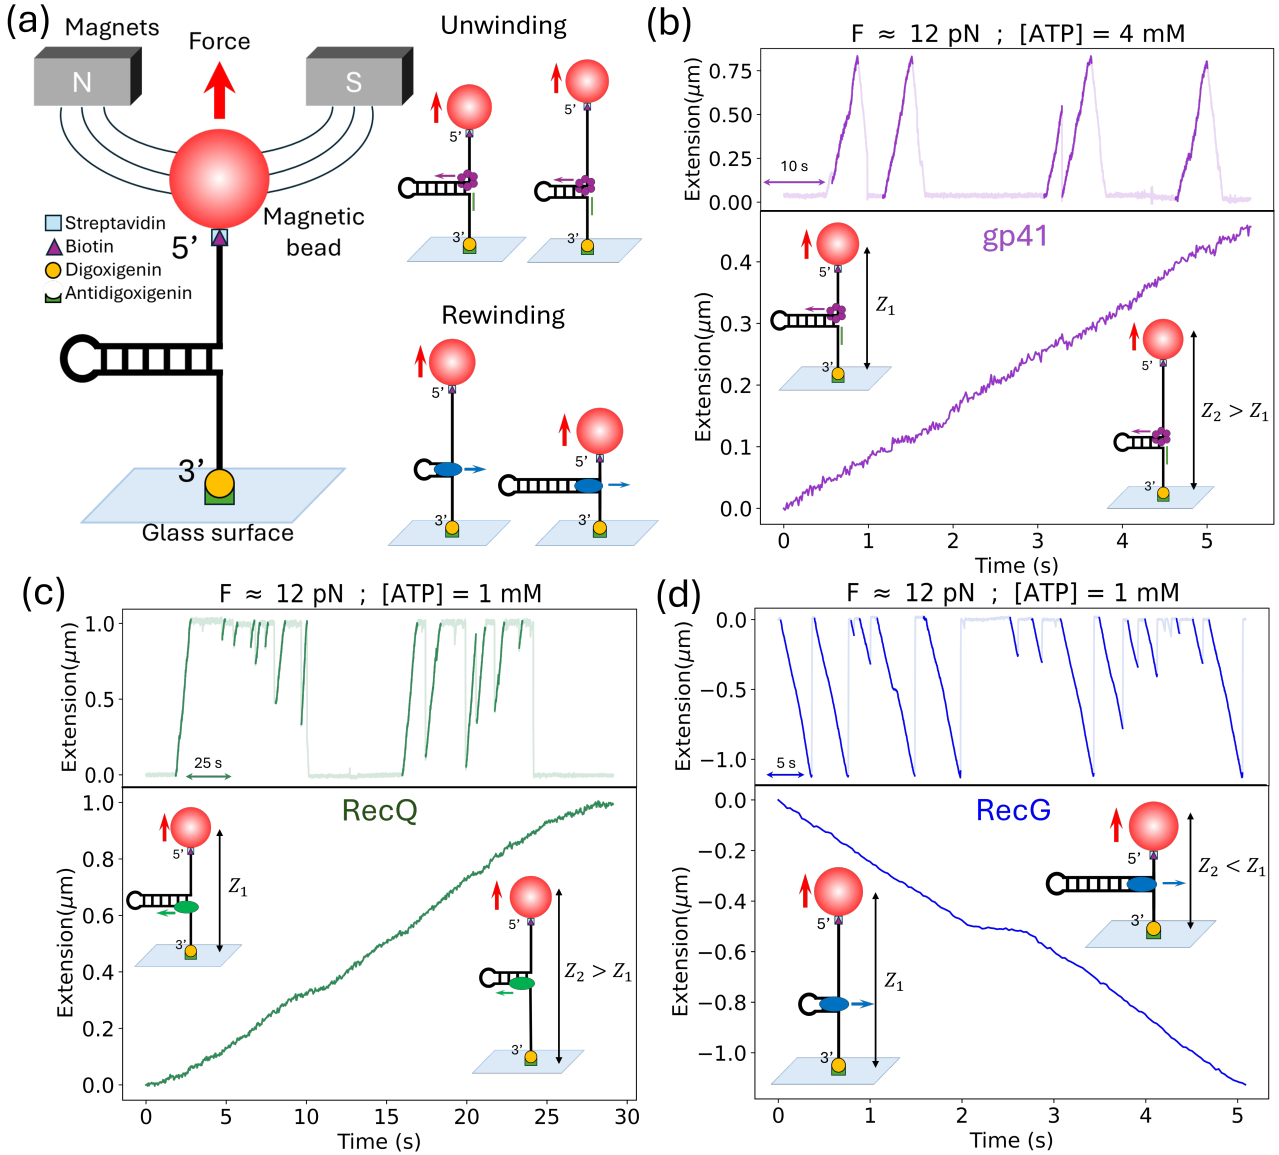 (a)
Magnets
Force
N
S
Streptavidin
Biotin
Digoxigenin
Antidigoxigenin
5’
Magnetic
bead
3’
Glass surface
Unwinding
5’
3’
5’
3’
Rewinding
5’
3’
5’
3’
(b)
F ≈ 12 pN ; [ATP] = 4 mM
Extension(μm)
0.75
0.50
0.25
0.00
10 s
gp41
Extension(μm)
0.4
0.3
0.2
0.1
0.0
5’
3’
Z₁
5’
3’
Z₂ > Z₁
0 1 2 3 4 5
Time (s)
(c)
F ≈ 12 pN ; [ATP] = 1 mM
Extension(μm)
1.0
0.5
0.0
25 s
RecQ
Extension(μm)
1.0
0.8
0.6
0.4
0.2
0.0
5’
3’
Z₁
5’
3’
Z₂ > Z₁
0 5 10 15 20 25 30
Time (s)
(d)
F ≈ 12 pN ; [ATP] = 1 mM
Extension(μm)
0.0
−0.5
−1.0
5 s
RecG
Extension(μm)
0.0
−0.2
−0.4
−0.6
−0.8
−1.0
5’
3’
Z₁
5’
3’
Z₂ < Z₁
0 1 2 3 4 5
Time (s)